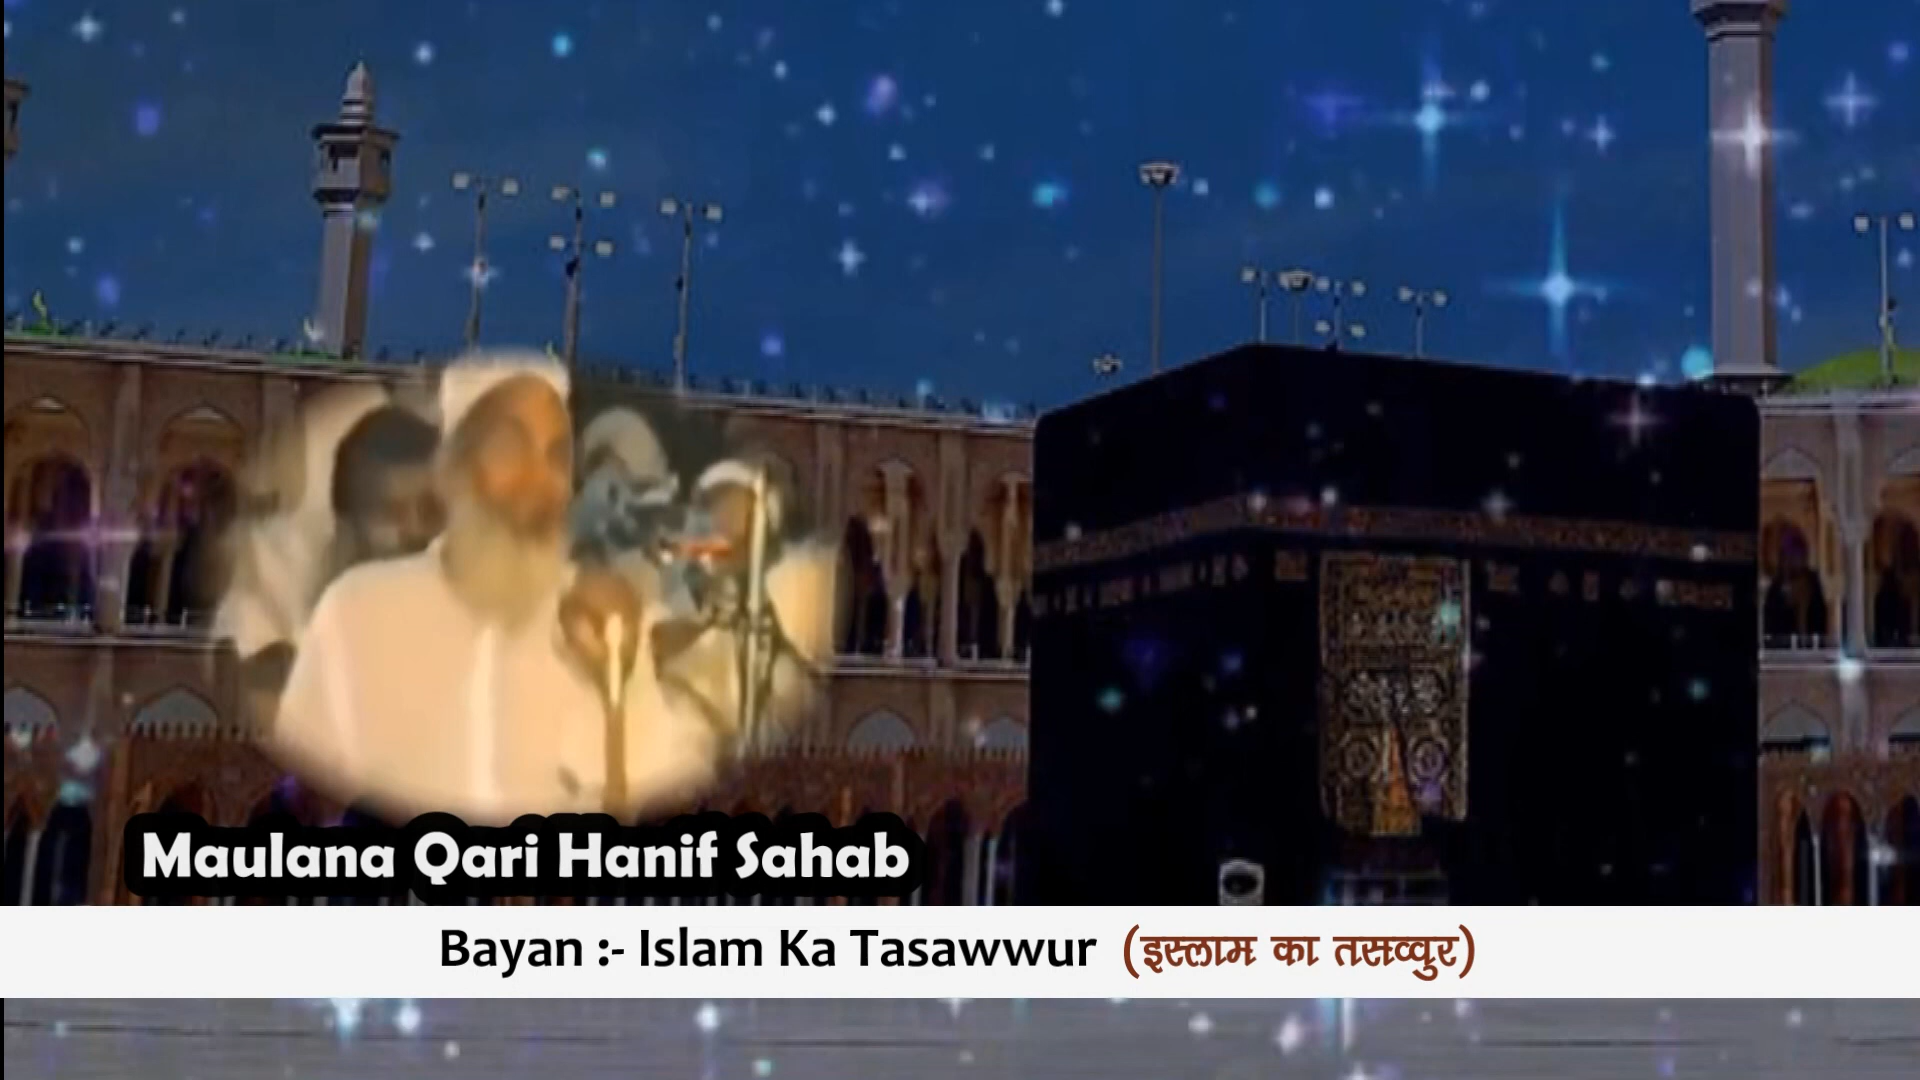 Maulana Qari Hanif Sahab
Bayan :- Islam Ka Tasawwur (इस्लाम का तसव्वुर)